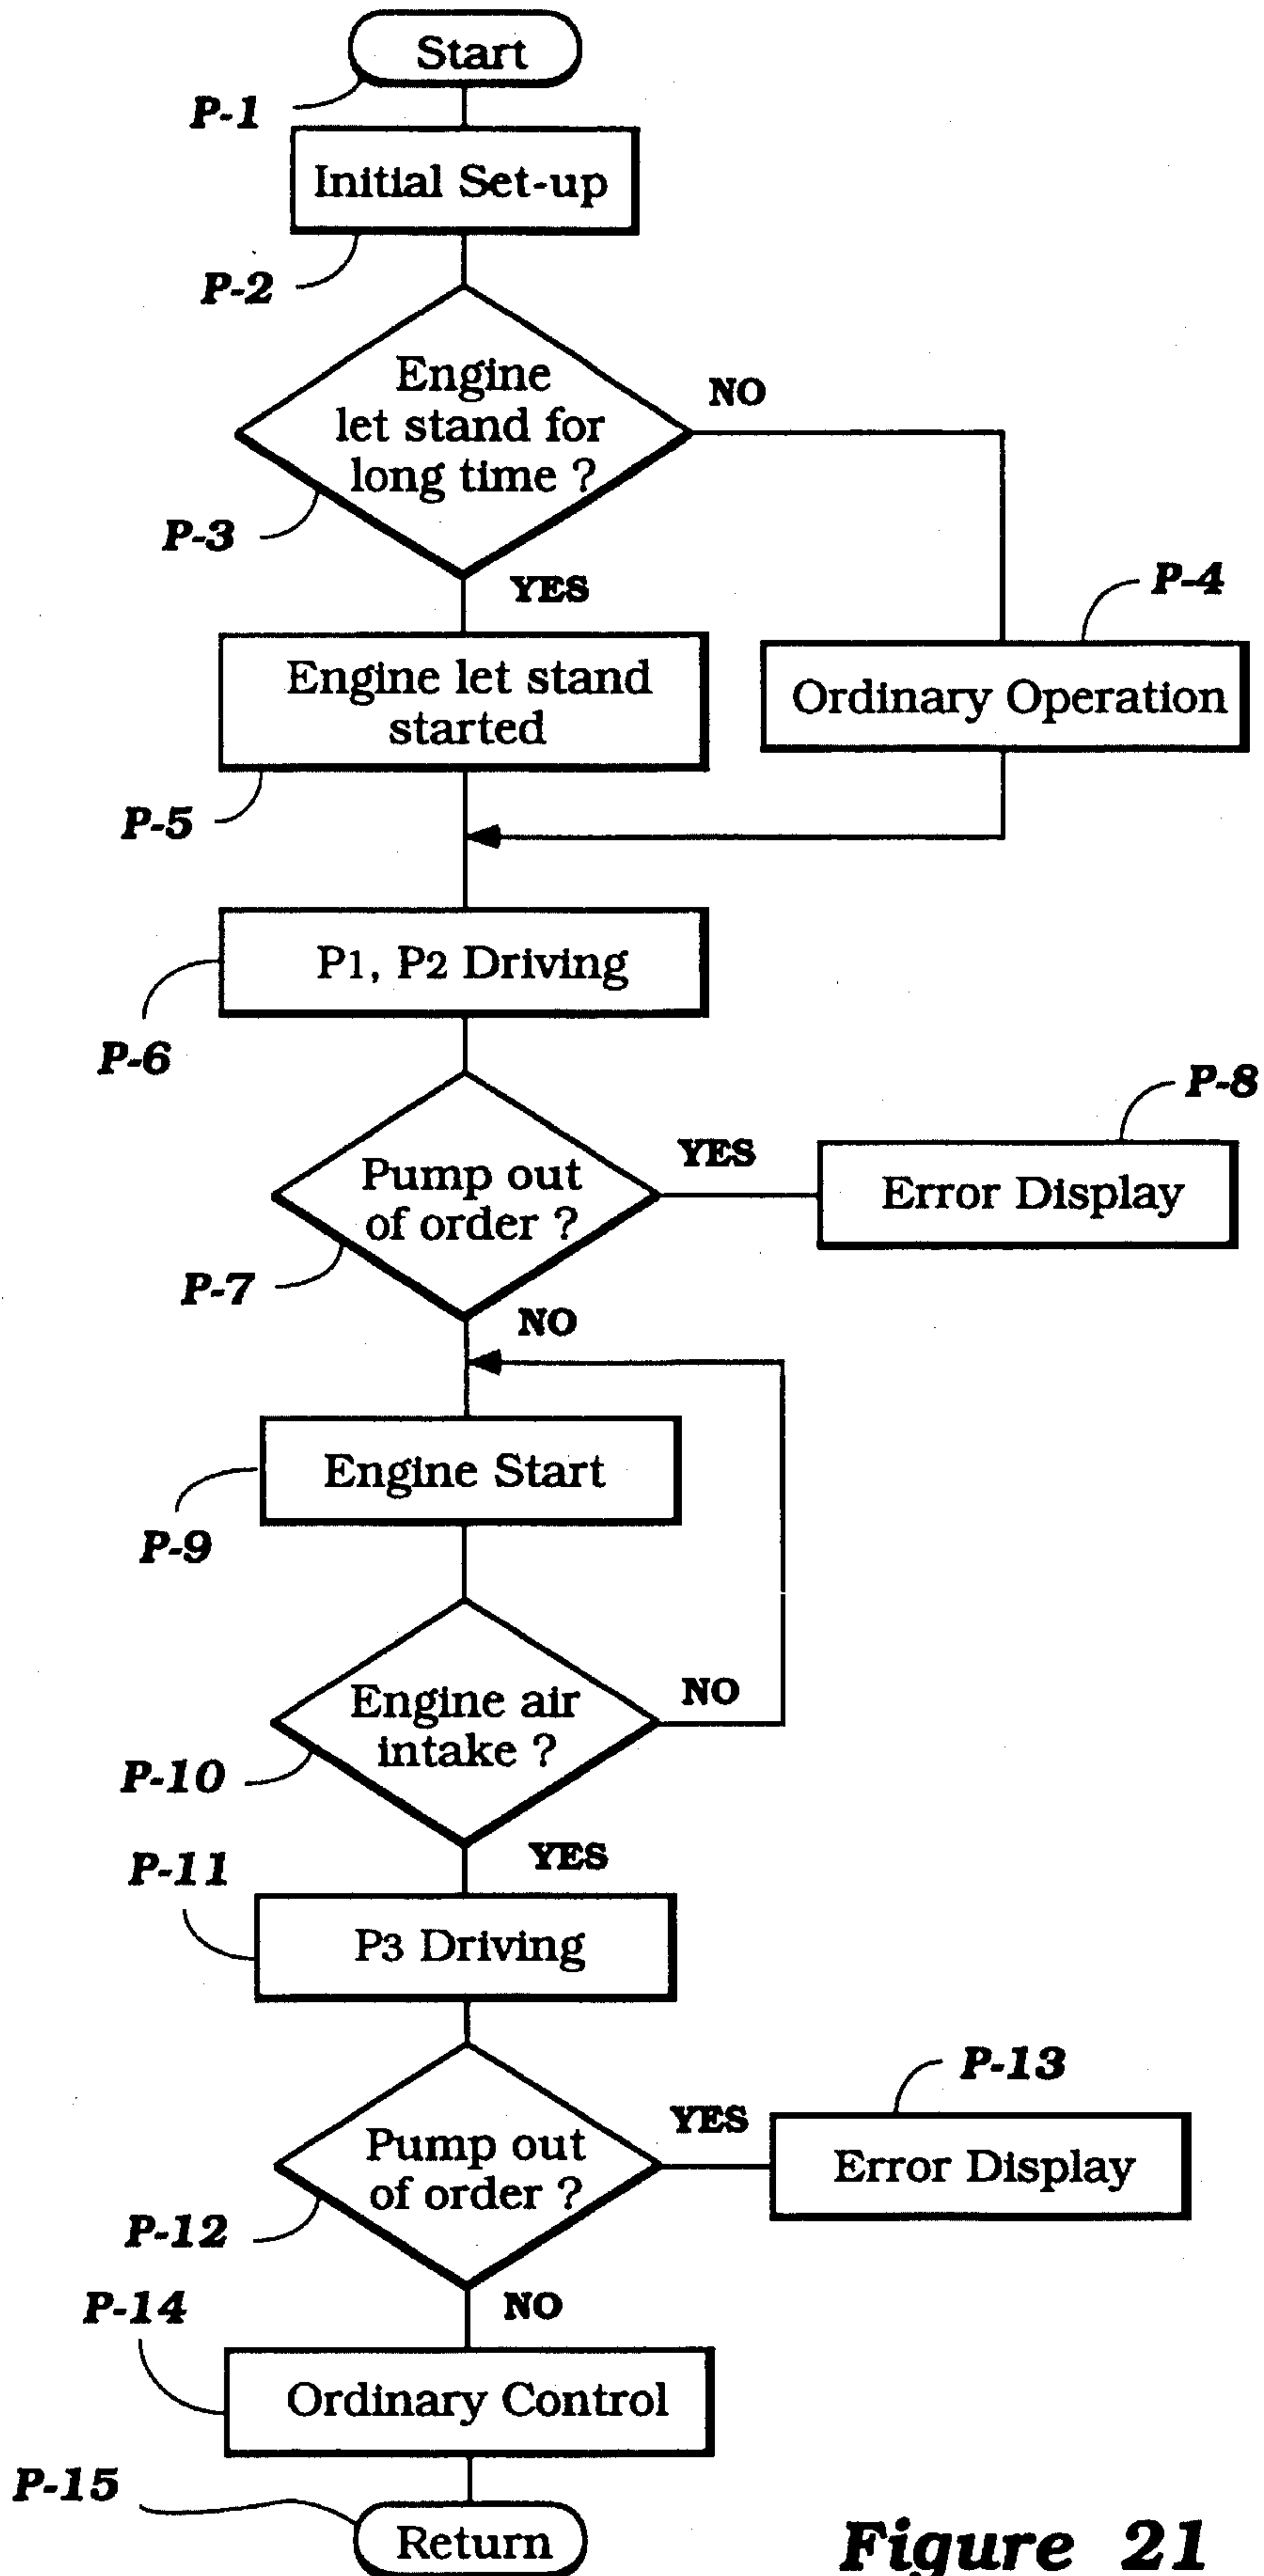 Start
P-1
Initial Set-up
P-2
Engine
let stand for
long time ?
NO
P-3
YES
P-4
Engine let stand
started
Ordinary Operation
P-5
P1, P2 Driving
P-6
P-8
Pump out
of order ?
YES
Error Display
P-7
NO
Engine Start
P-9
Engine air
intake ?
NO
P-10
YES
P-11
P3 Driving
P-13
Pump out
of order ?
YES
Error Display
P-12
NO
P-14
Ordinary Control
P-15
Return
Figure 21